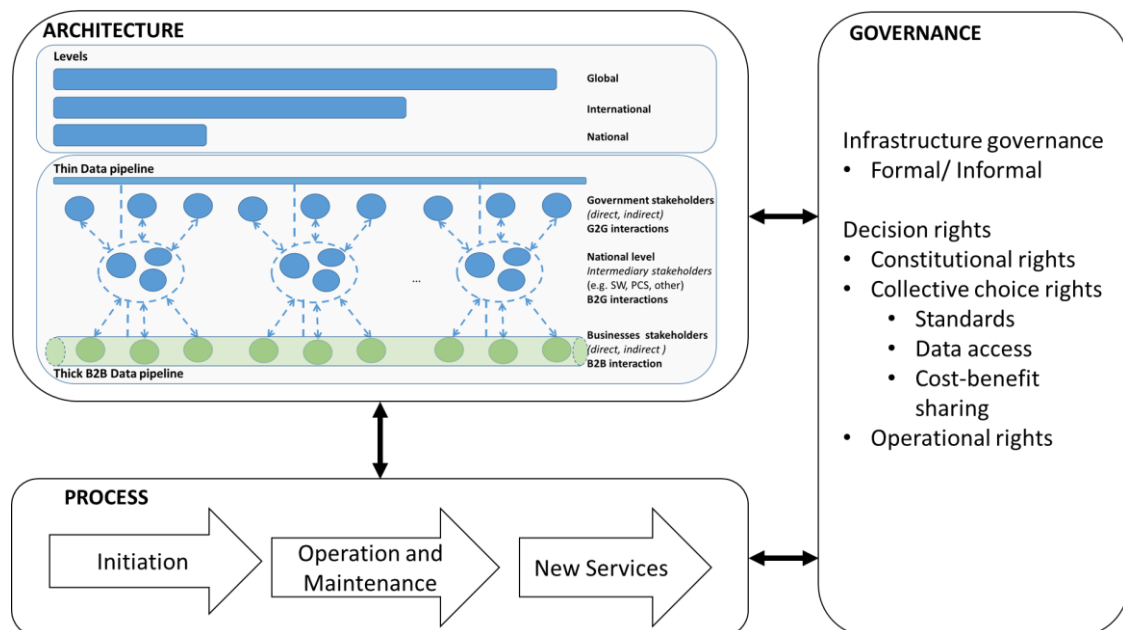 ARCHITECTURE
Levels
Global
International
National
Thin Data pipeline
Government stakeholders
(direct, indirect)
G2G interactions
National level
Intermediary stakeholders
(e.g. SW, PCS, other)
B2G interactions
...
Businesses stakeholders
(direct, indirect )
B2B interaction
Thick B2B Data pipeline
GOVERNANCE
Infrastructure governance
• Formal/ Informal
Decision rights
• Constitutional rights
• Collective choice rights
• Standards
• Data access
• Cost-benefit
sharing
• Operational rights
PROCESS
Initiation
Operation and
Maintenance
New Services